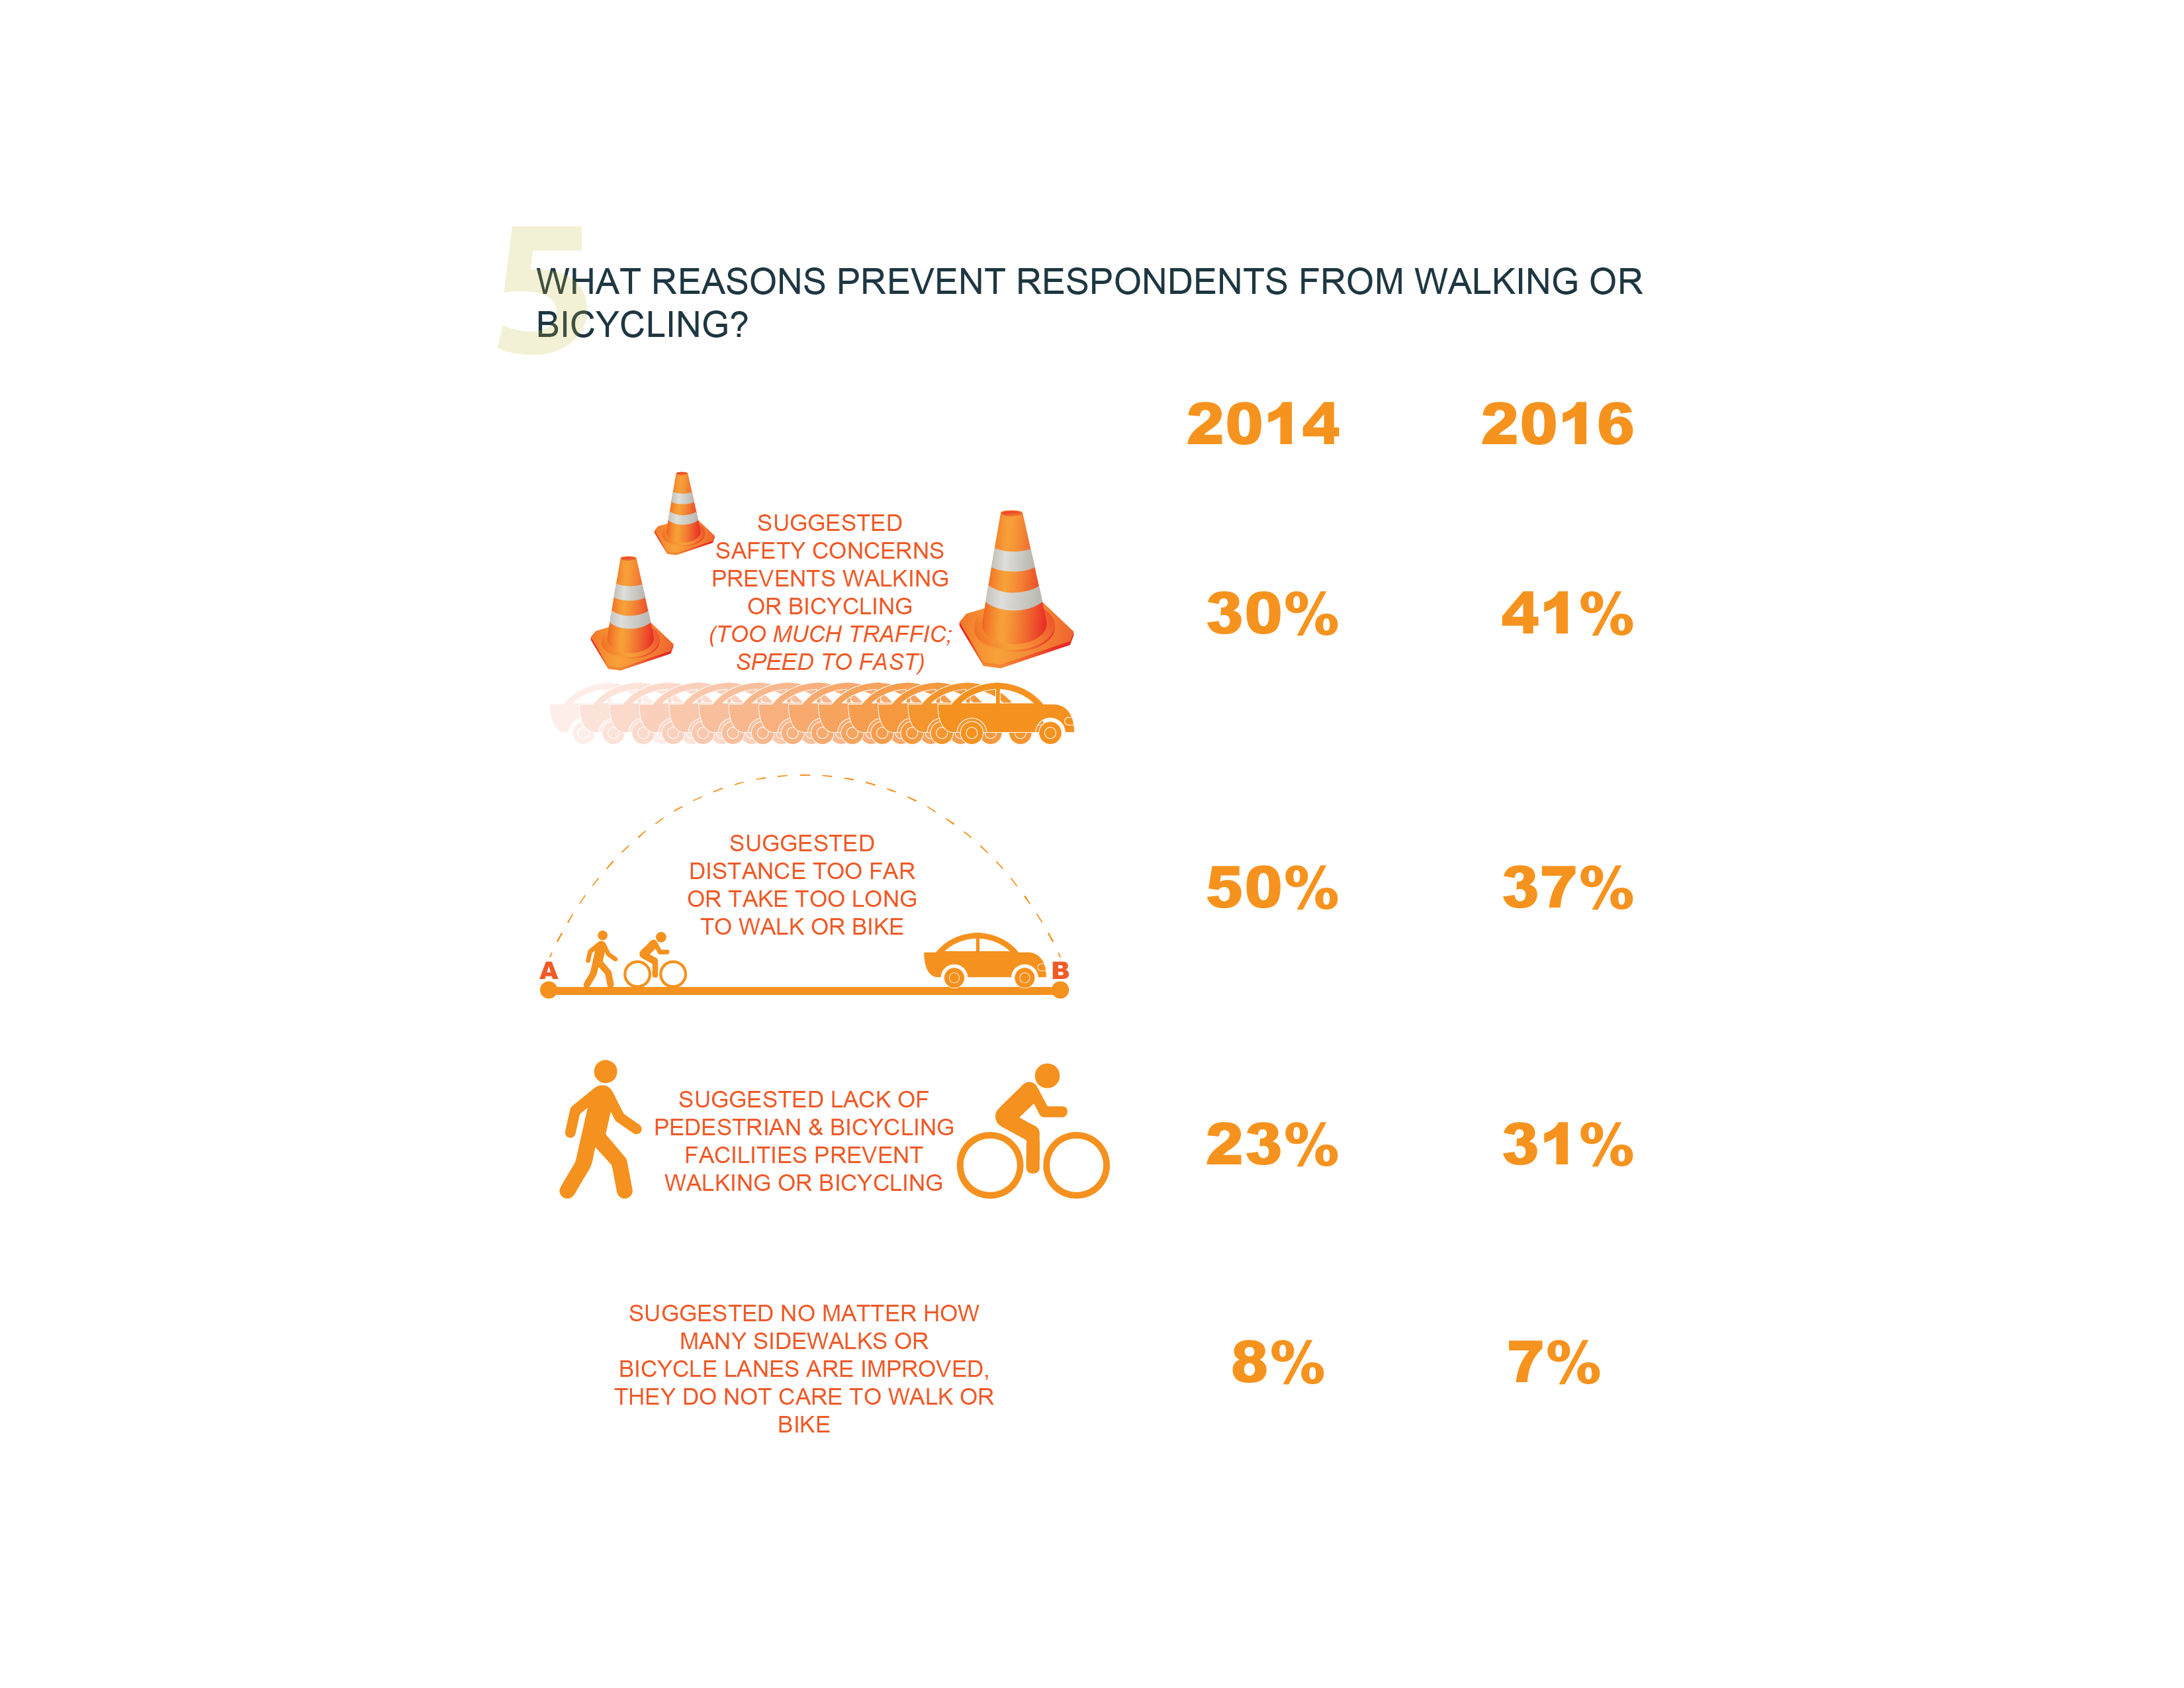 5
WHAT REASONS PREVENT RESPONDENTS FROM WALKING OR
BICYCLING?
2014 2016
SUGGESTED
SAFETY CONCERNS
PREVENTS WALKING
OR BICYCLING
(TOO MUCH TRAFFIC;
SPEED TO FAST)
30% 41%
SUGGESTED
DISTANCE TOO FAR
OR TAKE TOO LONG
TO WALK OR BIKE
A B
50% 37%
SUGGESTED LACK OF
PEDESTRIAN & BICYCLING
FACILITIES PREVENT
WALKING OR BICYCLING
23% 31%
SUGGESTED NO MATTER HOW
MANY SIDEWALKS OR
BICYCLE LANES ARE IMPROVED,
THEY DO NOT CARE TO WALK OR
BIKE
8% 7%